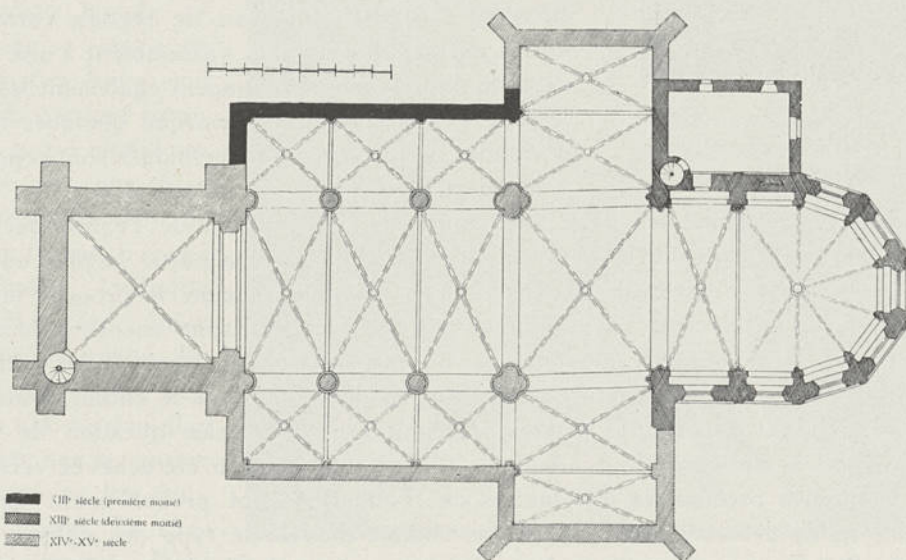 XIIIᵉ siècle (première moitié)
XIIIᵉ siècle (deuxième moitié)
XIVᵉ-XVᵉ siècle